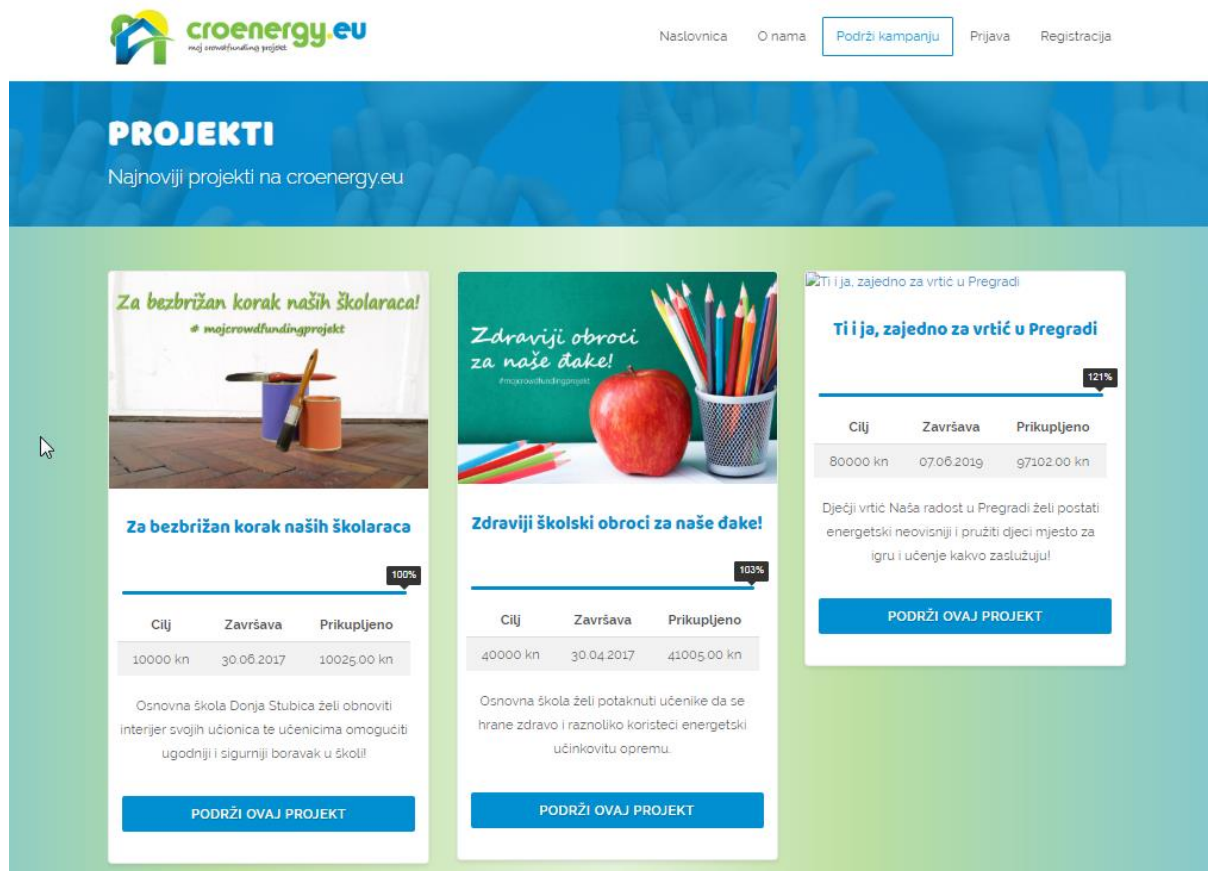 croenergy.eu
moj crowdfunding projekt
Naslovnica
O nama
Podrži kampanju
Prijava
Registracija
PROJEKTI
Najnoviji projekti na croenergy.eu
Za bezbrižan korak naših školaraca!
# mojcrowdfundingprojekt
Za bezbrižan korak naših školaraca
100%
Cilj Završava Prikupljeno
10000 kn 30.06.2017 10025.00 kn
Osnovna škola Donja Stubica želi obnoviti
interijer svojih učionica te učenicima omogućiti
ugodniji i sigurniji boravak u školi!
PODRŽI OVAJ PROJEKT
Zdraviji obroci
za naše đake!
#mojcrowdfundingprojekt
Zdraviji školski obroci za naše đake!
103%
Cilj Završava Prikupljeno
40000 kn 30.04.2017 41005.00 kn
Osnovna škola želi potaknuti učenike da se
hrane zdravo i raznoliko koristeći energetski
učinkovitu opremu.
PODRŽI OVAJ PROJEKT
Ti i ja, zajedno za vrtić u Pregradi
Ti i ja, zajedno za vrtić u Pregradi
121%
Cilj Završava Prikupljeno
80000 kn 07.06.2019 97102.00 kn
Dječji vrtić Naša radost u Pregradi želi postati
energetski neovisniji i pružiti djeci mjesto za
igru i učenje kakvo zaslužuju!
PODRŽI OVAJ PROJEKT